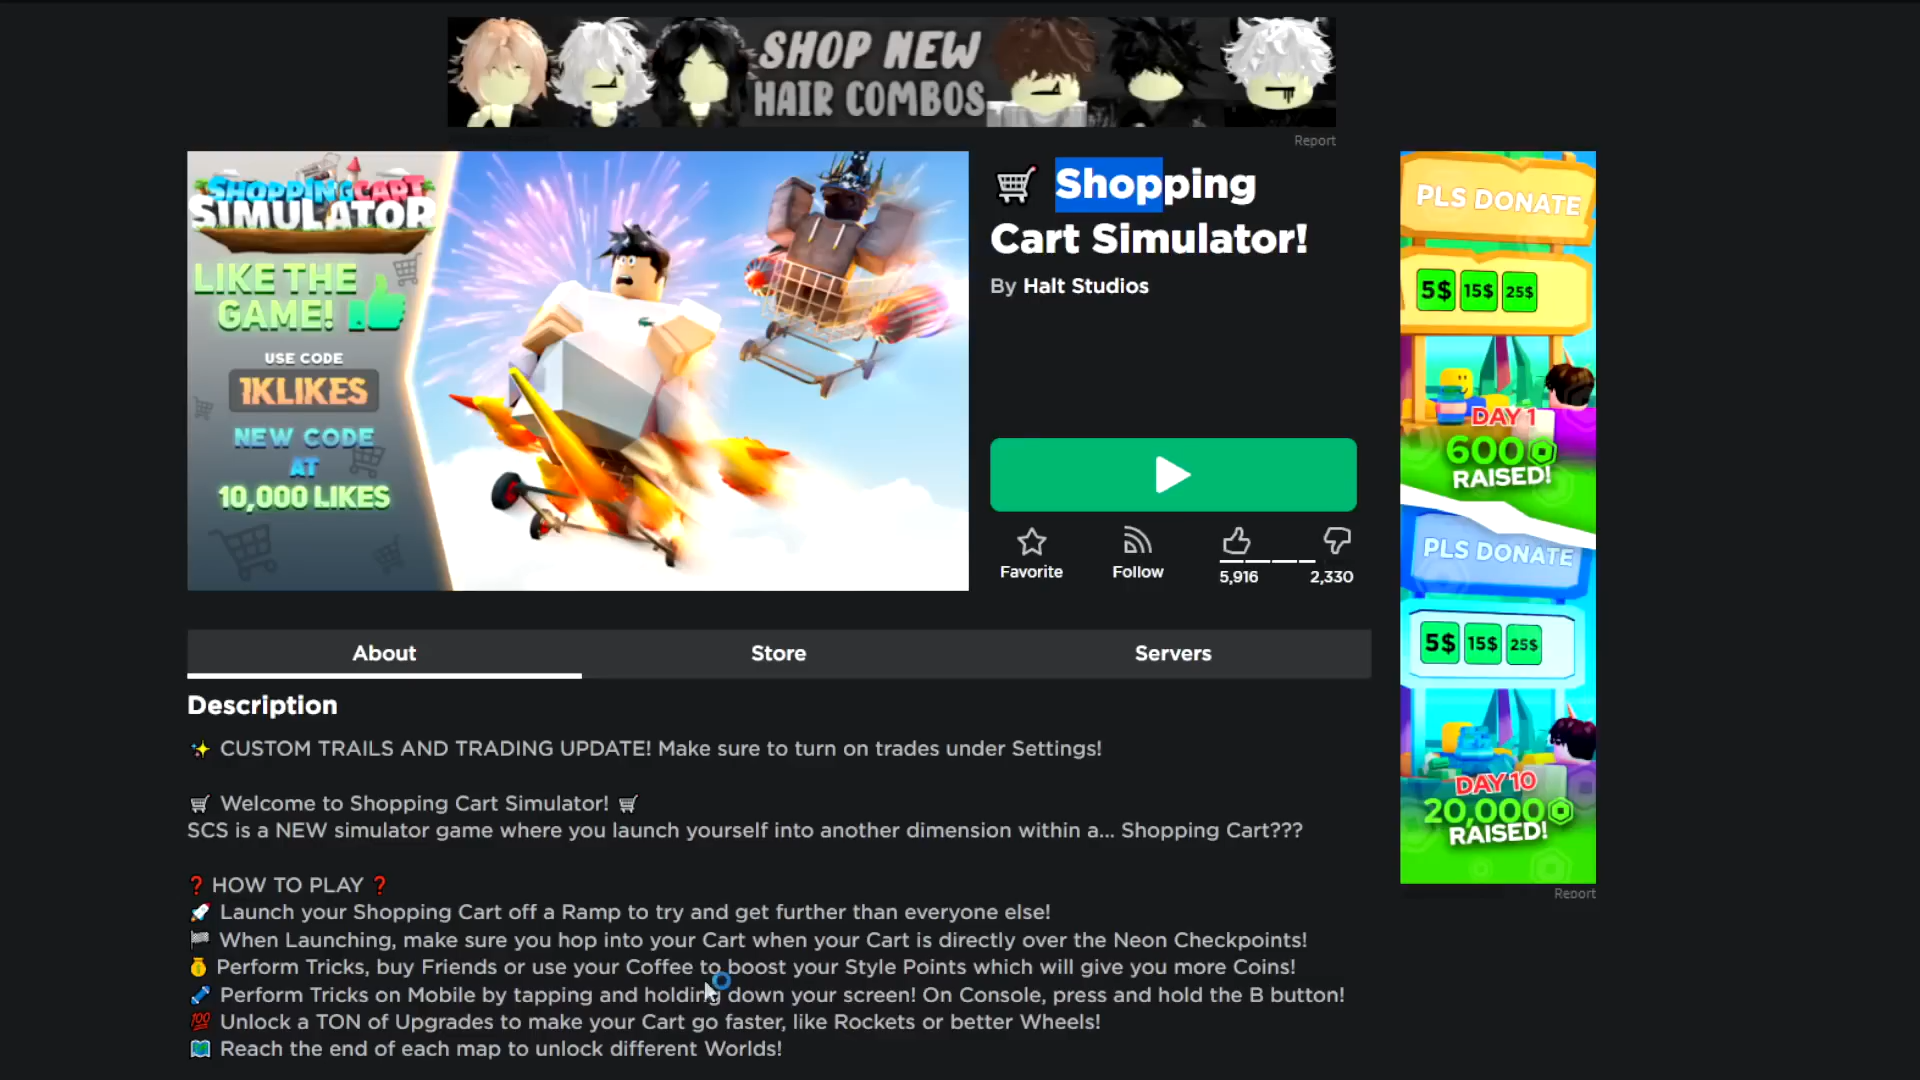 SHOP NEW
HAIR COMBOS
Report
SHOPPING CART
SIMULATOR
LIKE THE
GAME!
USE CODE
1KLIKES
NEW CODE
AT
10,000 LIKES
🛒 Shopping
Cart Simulator!
By Halt Studios
Favorite
Follow
5,916
2,330
PLS DONATE
5$ 15$ 25$
DAY 1
600
RAISED!
PLS DONATE
5$ 15$ 25$
DAY 10
20,000
RAISED!
Report
About
Store
Servers
Description
✨ CUSTOM TRAILS AND TRADING UPDATE! Make sure to turn on trades under Settings!
🛒 Welcome to Shopping Cart Simulator! 🛒
SCS is a NEW simulator game where you launch yourself into another dimension within a... Shopping Cart???
❓ HOW TO PLAY ❓
🚀 Launch your Shopping Cart off a Ramp to try and get further than everyone else!
🏁 When Launching, make sure you hop into your Cart when your Cart is directly over the Neon Checkpoints!
💰 Perform Tricks, buy Friends or use your Coffee to boost your Style Points which will give you more Coins!
Perform Tricks on Mobile by tapping and holding down your screen! On Console, press and hold the B button!
💯 Unlock a TON of Upgrades to make your Cart go faster, like Rockets or better Wheels!
🗺️ Reach the end of each map to unlock different Worlds!